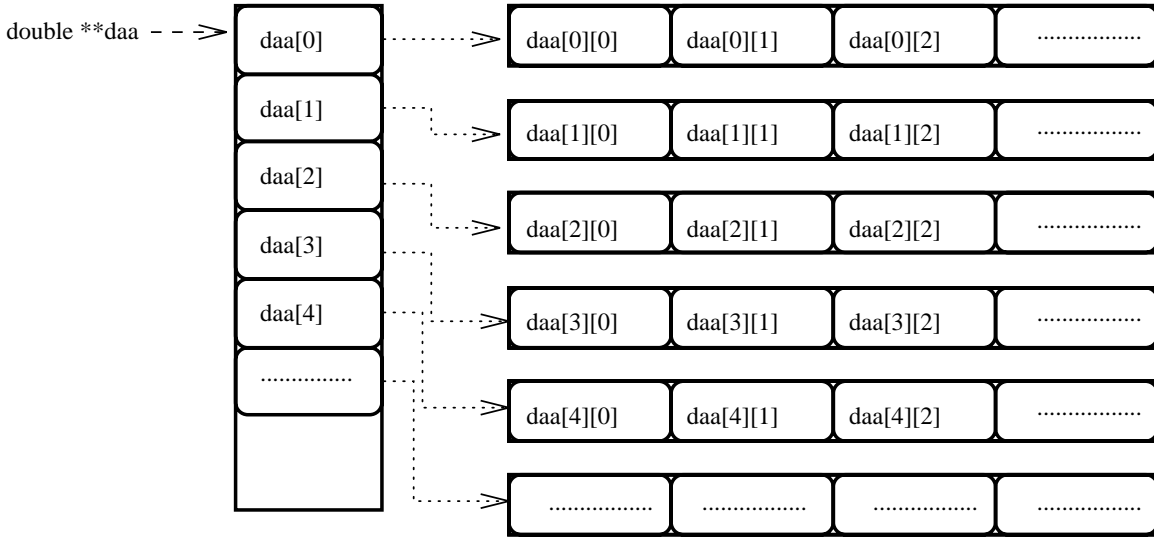 double **daa
daa[0] daa[0][0] daa[0][1] daa[0][2] .................
daa[1] daa[1][0] daa[1][1] daa[1][2] .................
daa[2] daa[2][0] daa[2][1] daa[2][2] .................
daa[3] daa[3][0] daa[3][1] daa[3][2] .................
daa[4] daa[4][0] daa[4][1] daa[4][2] .................
...............
................. ................. ................. .................